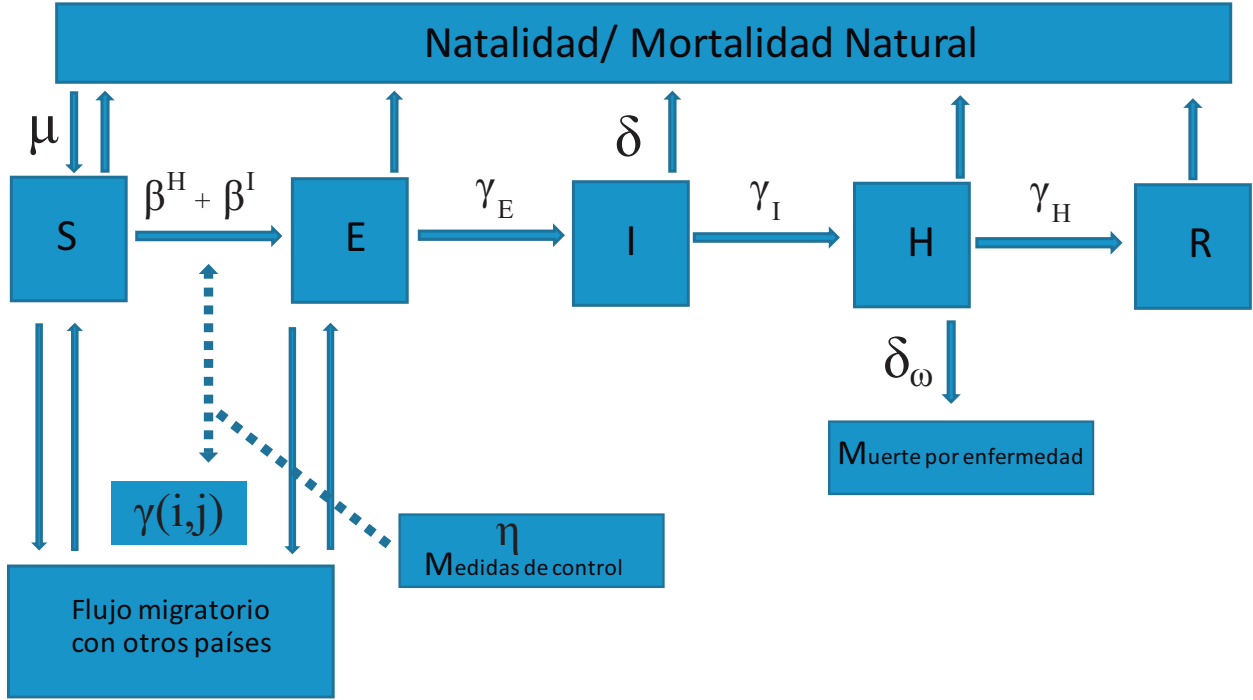 Natalidad/ Mortalidad Natural
μ
δ
β^H + β^I
γ_E
γ_I
γ_H
S
E
I
H
R
δ_ω
Muerte por enfermedad
γ(i,j)
η
Medidas de control
Flujo migratorio
con otros países